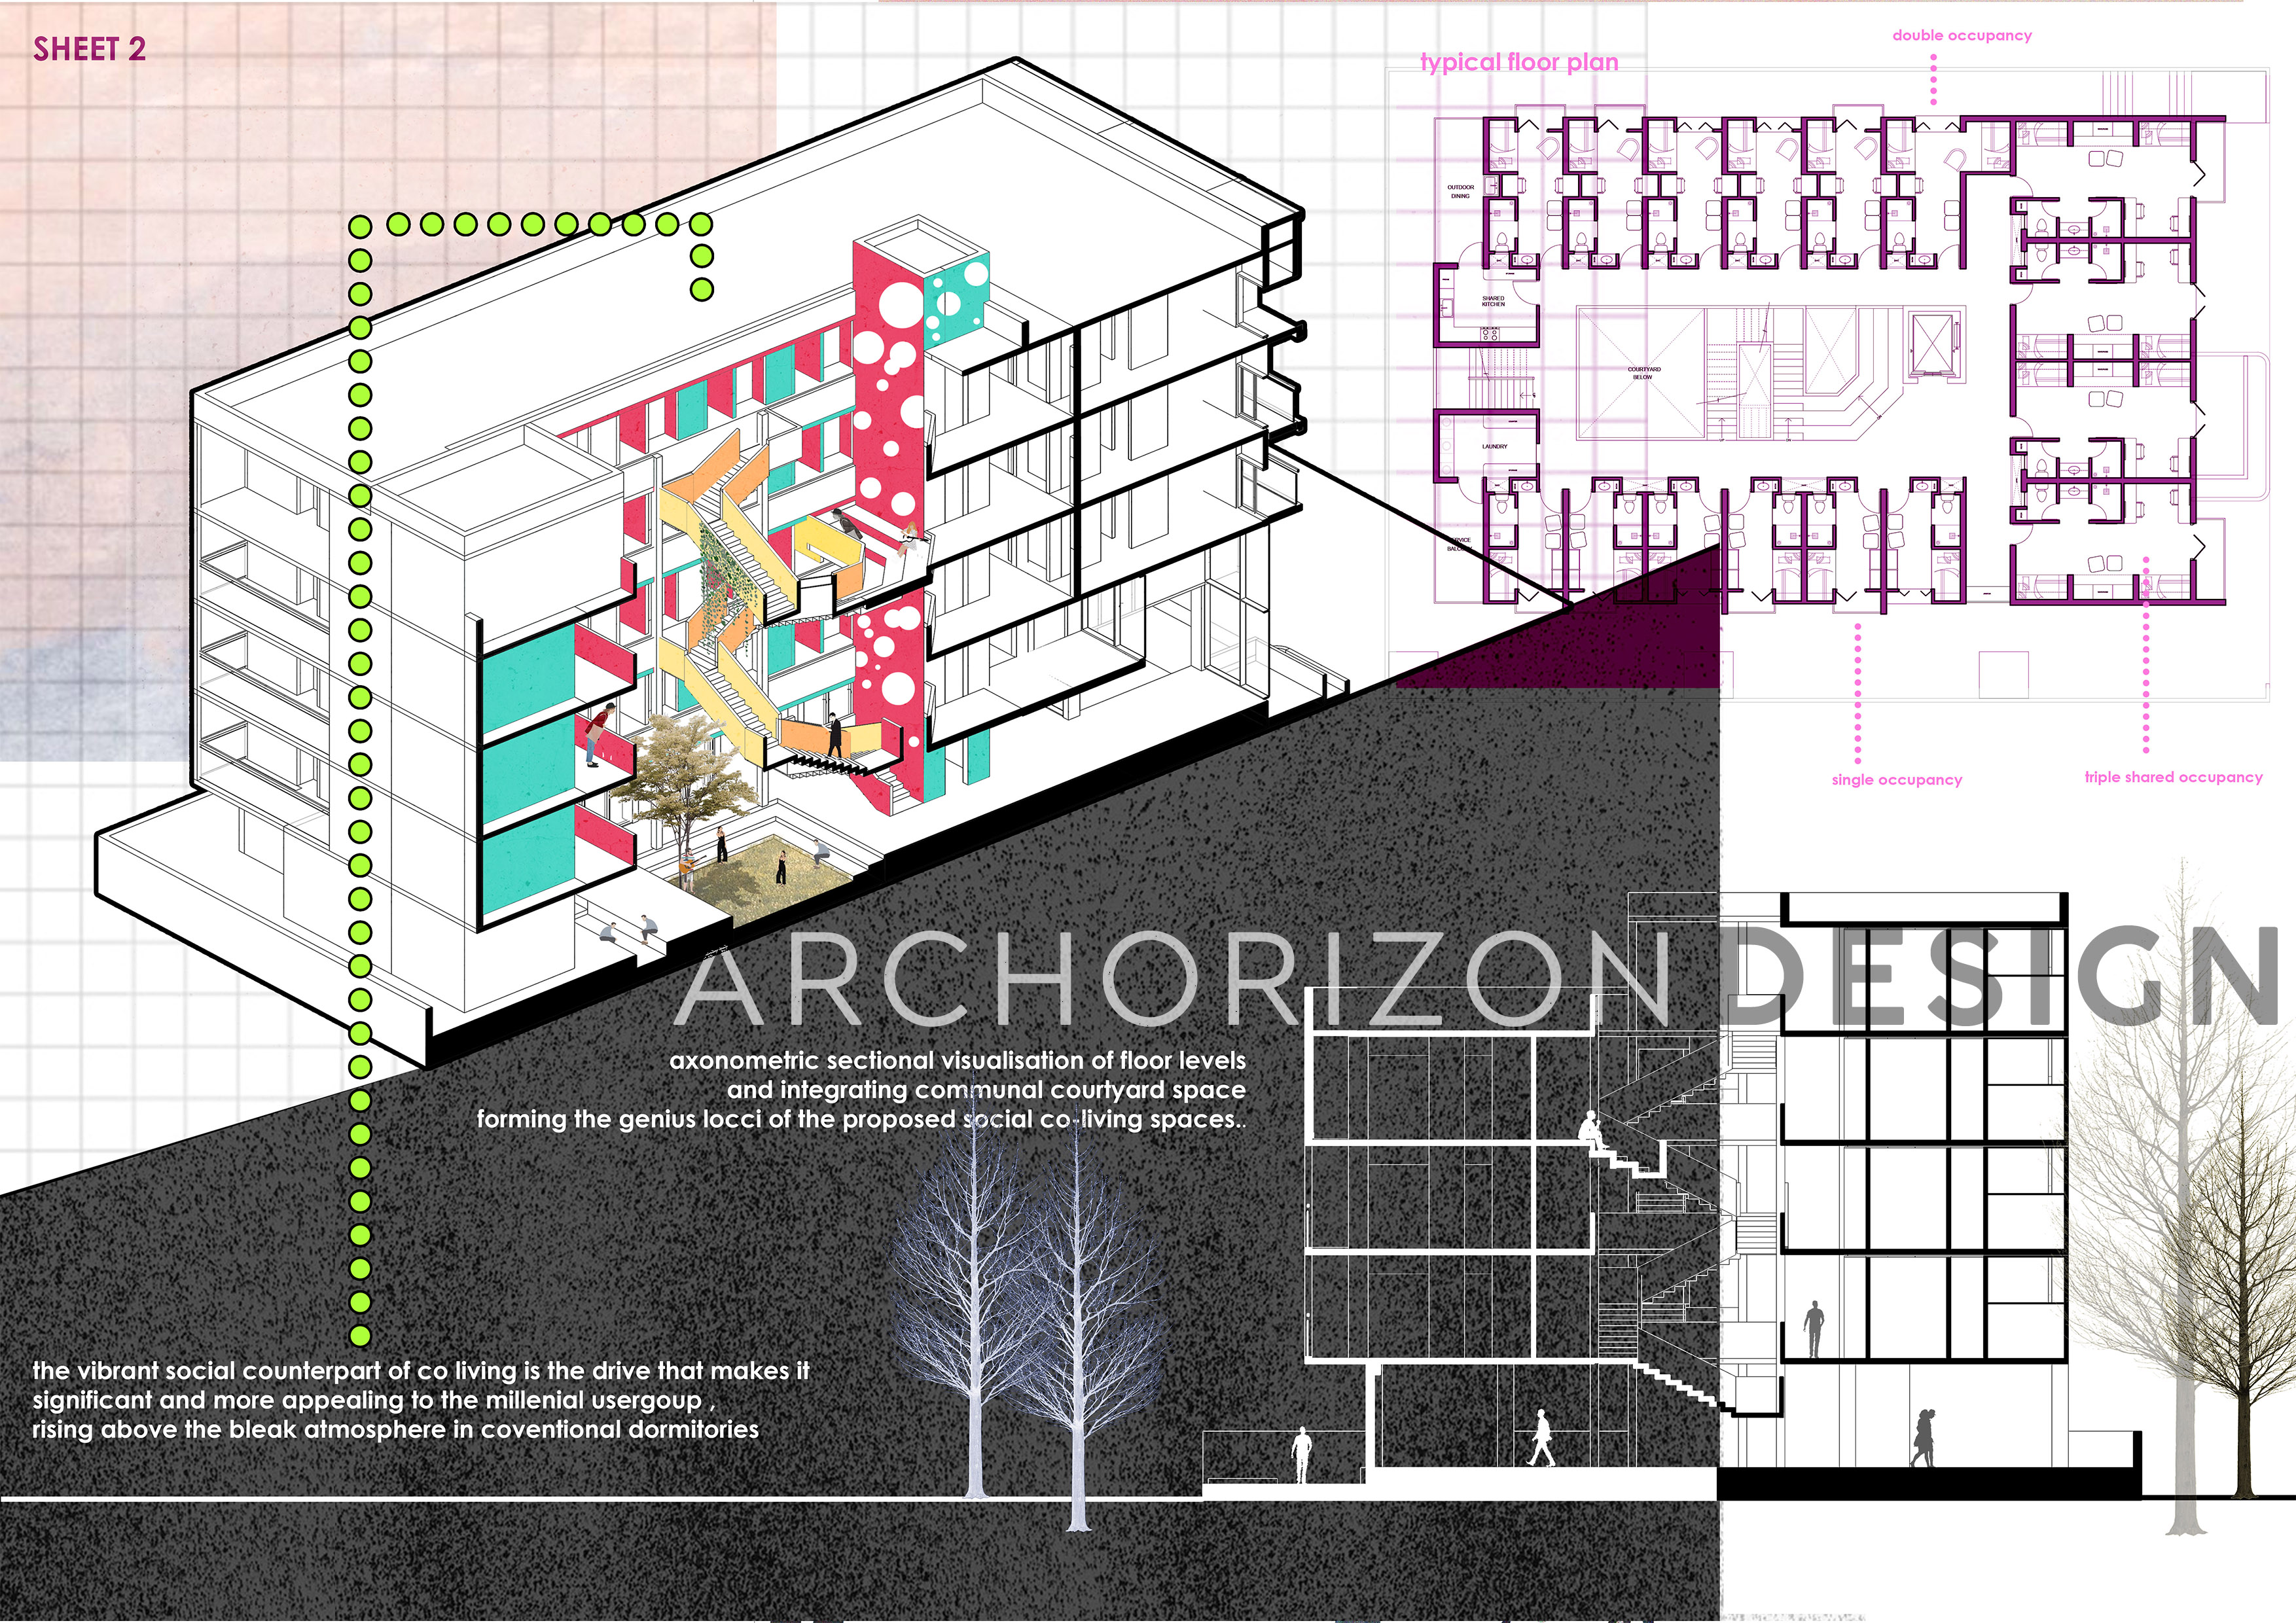 SHEET 2
typical floor plan
double occupancy
OUTDOOR
DINING
SHARED
KITCHEN
COURTYARD
BELOW
LAUNDRY
single occupancy
triple shared occupancy
ARCHORIZON DESIGN
axonometric sectional visualisation of floor levels
and integrating communal courtyard space
forming the genius locci of the proposed social co-living spaces..
the vibrant social counterpart of co living is the drive that makes it
significant and more appealing to the millenial usergoup ,
rising above the bleak atmosphere in coventional dormitories